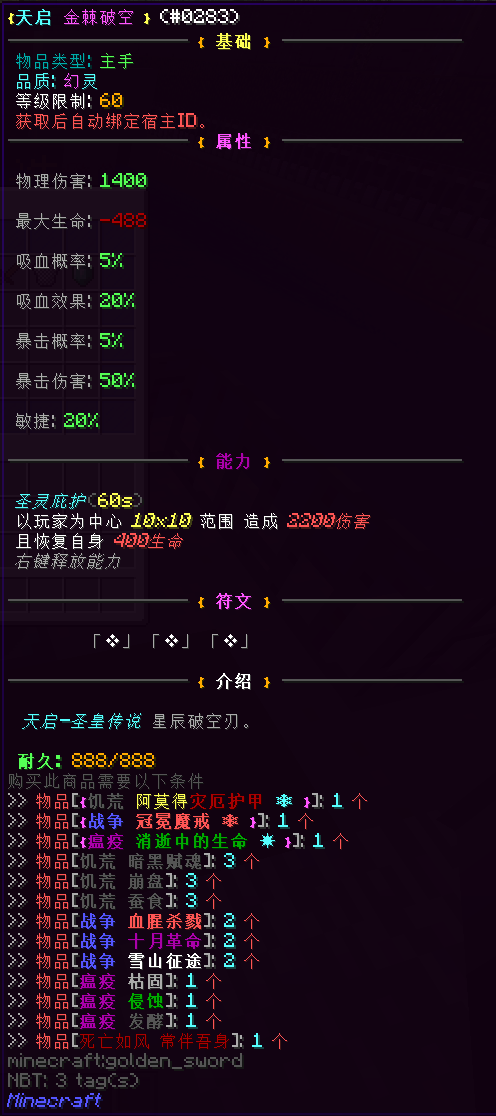 {天启 金棘破空 } (#0283)
{ 基础 }
物品类型: 主手
品质: 幻灵
等级限制: 60
获取后自动绑定宿主ID。
{ 属性 }
物理伤害: 1400
最大生命: -488
吸血概率: 5%
吸血效果: 20%
暴击概率: 5%
暴击伤害: 50%
敏捷: 20%
{ 能力 }
圣灵庇护(60s)
以玩家为中心 10x10 范围 造成 2200伤害
且恢复自身 400生命
右键释放能力
{ 符文 }
「❖」「❖」「❖」
{ 介绍 }
天启-圣皇传说 星辰破空刃。
耐久: 888/888
购买此商品需要以下条件
>> 物品[{饥荒 阿莫得灾厄护甲 ❄ }]: 1 个
>> 物品[{战争 冠冕魔戒 ❄ }]: 1 个
>> 物品[{瘟疫 消逝中的生命 ☀ }]: 1 个
>> 物品[饥荒 暗黑赋魂]: 3 个
>> 物品[饥荒 崩盘]: 3 个
>> 物品[饥荒 蚕食]: 3 个
>> 物品[战争 血腥杀戮]: 2 个
>> 物品[战争 十月革命]: 2 个
>> 物品[战争 雪山征途]: 2 个
>> 物品[瘟疫 枯固]: 1 个
>> 物品[瘟疫 侵蚀]: 1 个
>> 物品[瘟疫 发酵]: 1 个
>> 物品[死亡如风 常伴吾身]: 1 个
minecraft:golden_sword
NBT: 3 tag(s)
Minecraft